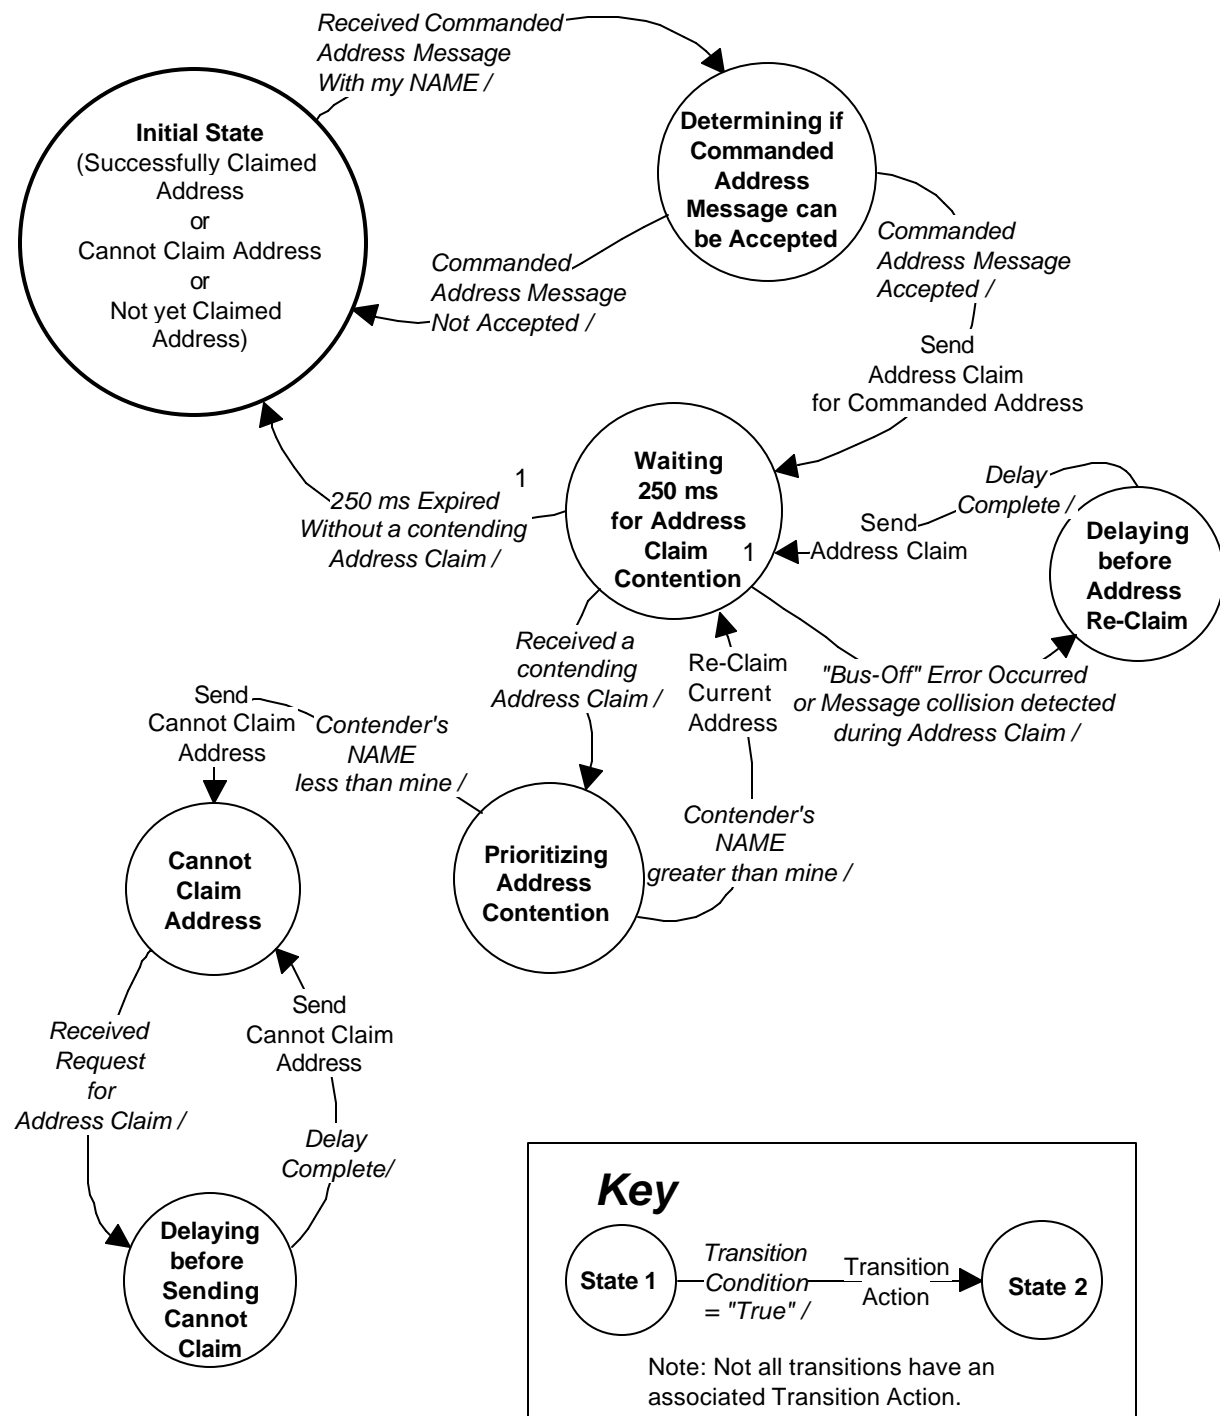 Received Commanded
Address Message
With my NAME /
Initial State
(Successfully Claimed
Address
or
Cannot Claim Address
or
Not yet Claimed
Address)
Determining if
Commanded
Address
Message can
be Accepted
Commanded
Address Message
Not Accepted /
Commanded
Address Message
Accepted /
Send
Address Claim
for Commanded Address
Waiting
250 ms
for Address
Claim
Contention
1
1
250 ms Expired
Without a contending
Address Claim /
Delay
Complete /
Send
Address Claim
Delaying
before
Address
Re-Claim
Received a
contending
Address Claim /
Re-Claim
Current
Address
"Bus-Off" Error Occurred
or Message collision detected
during Address Claim /
Send
Cannot Claim
Address
Contender's
NAME
less than mine /
Contender's
NAME
greater than mine /
Prioritizing
Address
Contention
Cannot
Claim
Address
Received
Request
for
Address Claim /
Send
Cannot Claim
Address
Delay
Complete/
Delaying
before
Sending
Cannot
Claim
Key
State 1
Transition
Condition
= "True" /
Transition
Action
State 2
Note: Not all transitions have an
associated Transition Action.